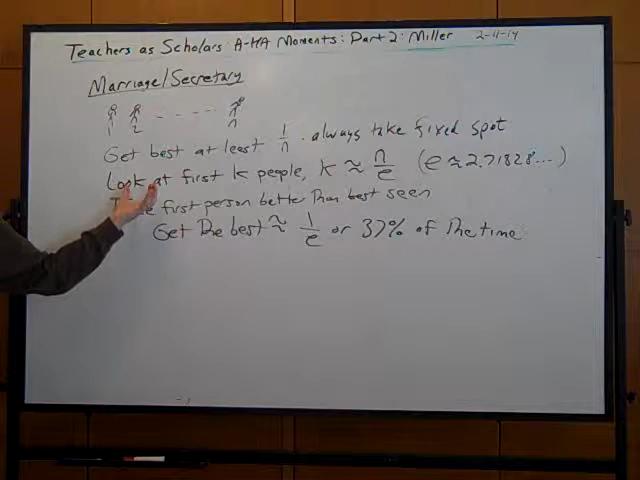 Teachers as Scholars: A-HA Moments: Part 2: Miller 2-11-14
Marriage/Secretary
1 2 - - - - - n
Get best at least 1/n . always take fixed spot
Look at first k people, k ≈ n/e (e ≈ 2.71828...)
first person better than best seen
Get the best ≈ 1/e or 37% of the time